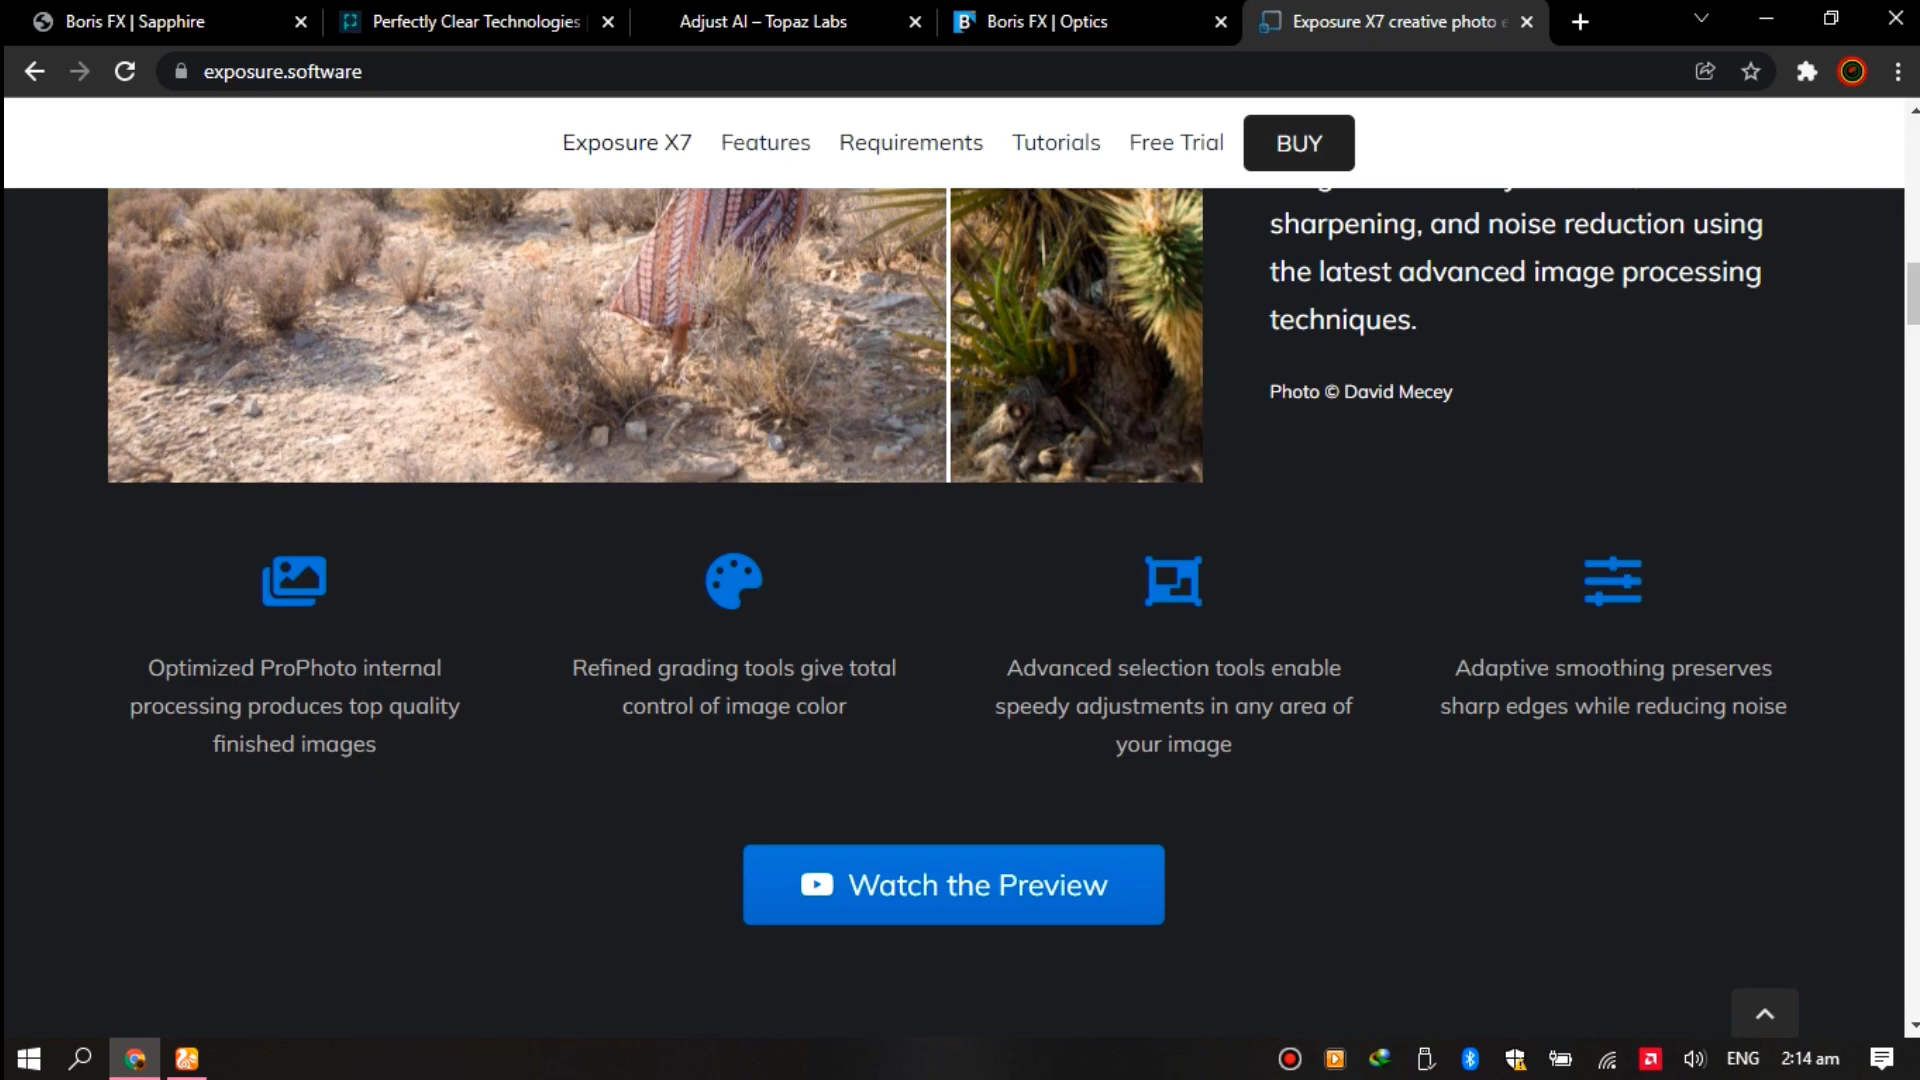 Boris FX | Sapphire
Perfectly Clear Technologies
Adjust AI – Topaz Labs
Boris FX | Optics
Exposure X7 creative photo e
exposure.software
Exposure X7
Features
Requirements
Tutorials
Free Trial
BUY
sharpening, and noise reduction using
the latest advanced image processing
techniques.
Photo © David Mecey
Optimized ProPhoto internal
processing produces top quality
finished images
Refined grading tools give total
control of image color
Advanced selection tools enable
speedy adjustments in any area of
your image
Adaptive smoothing preserves
sharp edges while reducing noise
Watch the Preview
ENG
2:14 am